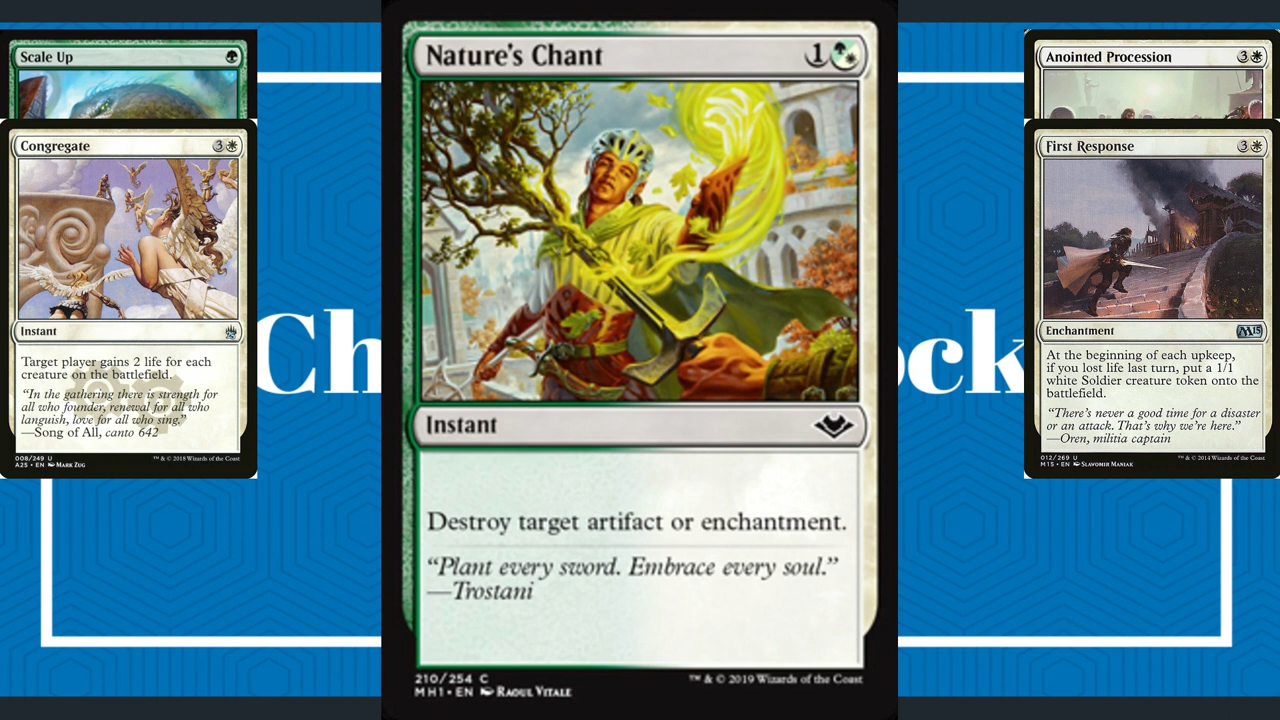 Scale Up
Congregate 3
Instant
Target player gains 2 life for each
creature on the battlefield.
“In the gathering there is strength for
all who founder, renewal for all who
languish, love for all who sing.”
—Song of All, canto 642
008/249 U
A25 • EN Mark Zug
™ & © 2018 Wizards of the Coast
Ch
Nature’s Chant 1
Instant
Destroy target artifact or enchantment.
“Plant every sword. Embrace every soul.”
—Trostani
210/254 C
MH1 • EN Raoul Vitale
™ & © 2019 Wizards of the Coast
ock
Anointed Procession 3
First Response 3
Enchantment M15
At the beginning of each upkeep,
if you lost life last turn, put a 1/1
white Soldier creature token onto the
battlefield.
“There’s never a good time for a disaster
or an attack. That’s why we’re here.”
—Oren, militia captain
012/269 U
M15 • EN Slawomir Maniak
™ & © 2014 Wizards of the Coast